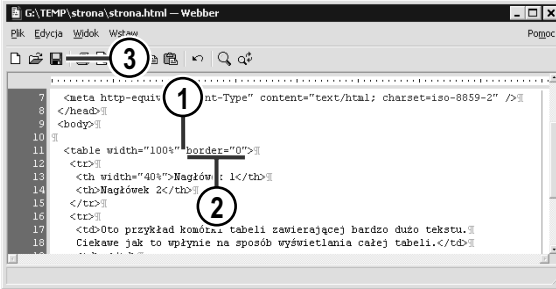 G:\TEMP\strona\strona.html — Webber
Plik Edycja Widok Wstaw Pomoc
3
1
7 <meta http-equiv nt-Type" content="text/html; charset=iso-8859-2" />¶
8 </head>¶
9 <body>¶
10 ¶
11 <table width="100%" border="0">¶
12 <tr>¶
13 <th width="40%">Nagłówek 1</th>¶
14 <th>Nagłówek 2</th>¶
15 </tr>¶
16 <tr>¶
17 <td>Oto przykład komórki tabeli zawierającej bardzo dużo tekstu.¶
18 Ciekawe jak to wpłynie na sposób wyświetlania całej tabeli.</td>¶
19
2